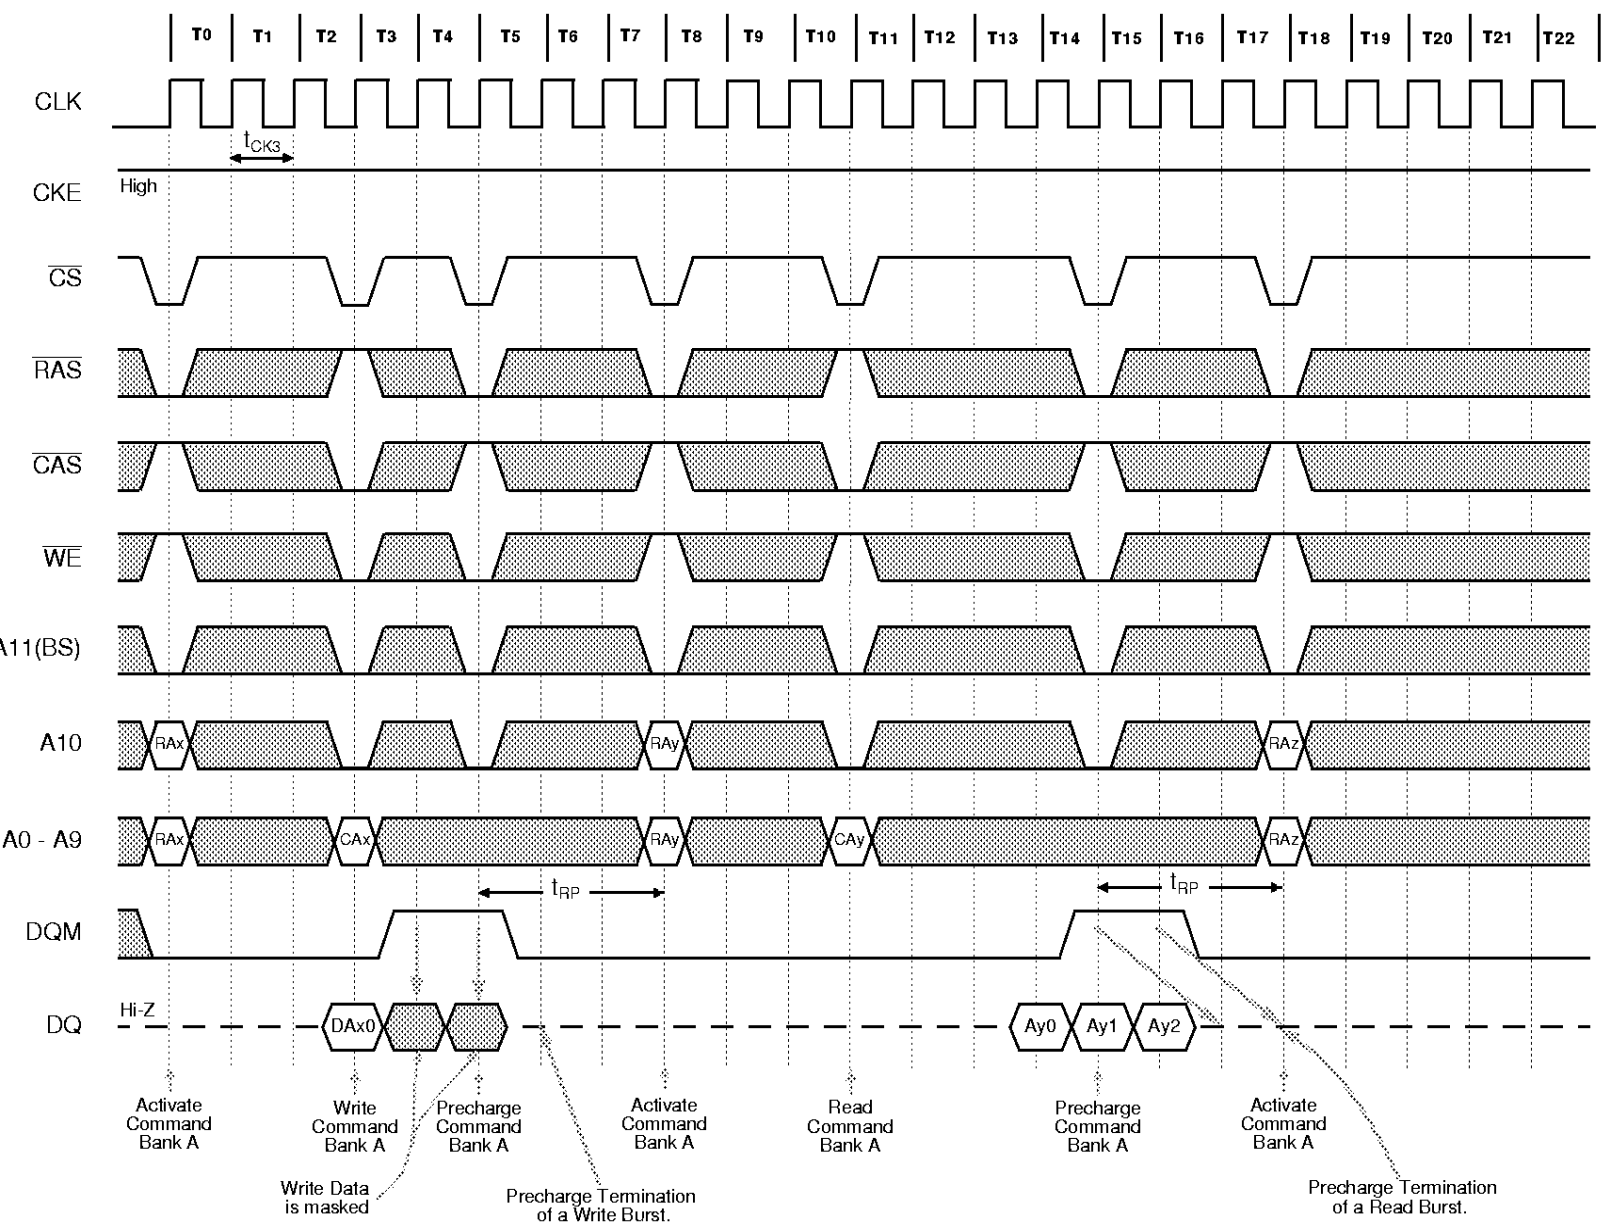 T0 T1 T2 T3 T4 T5 T6 T7 T8 T9 T10 T11 T12 T13 T14 T15 T16 T17 T18 T19 T20 T21 T22
CLK
tCK3
CKE High
CS
RAS
CAS
WE
A11(BS)
A10 RAx RAy RAz
A0 - A9 RAx CAx RAy CAy RAz
tRP tRP
DQM
DQ Hi-Z DAx0 Ay0 Ay1 Ay2
Activate
Command
Bank A
Write
Command
Bank A
Precharge
Command
Bank A
Activate
Command
Bank A
Read
Command
Bank A
Precharge
Command
Bank A
Activate
Command
Bank A
Write Data
is masked
Precharge Termination
of a Write Burst.
Precharge Termination
of a Read Burst.